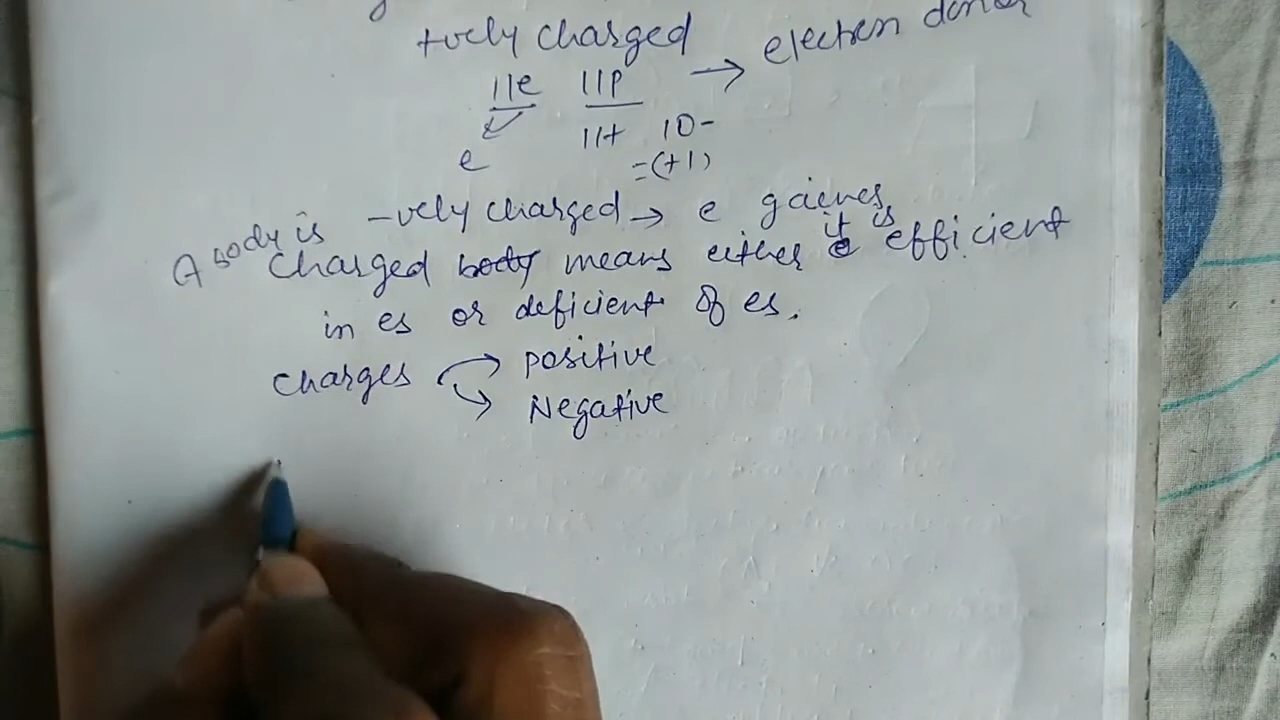 +vely charged → electron donor
11e 11p
11+ 10-
e =(+1)
-vely charged → e gaines
A body is charged body means either it is efficient
in es or deficient of es.
charges → positive
→ Negative